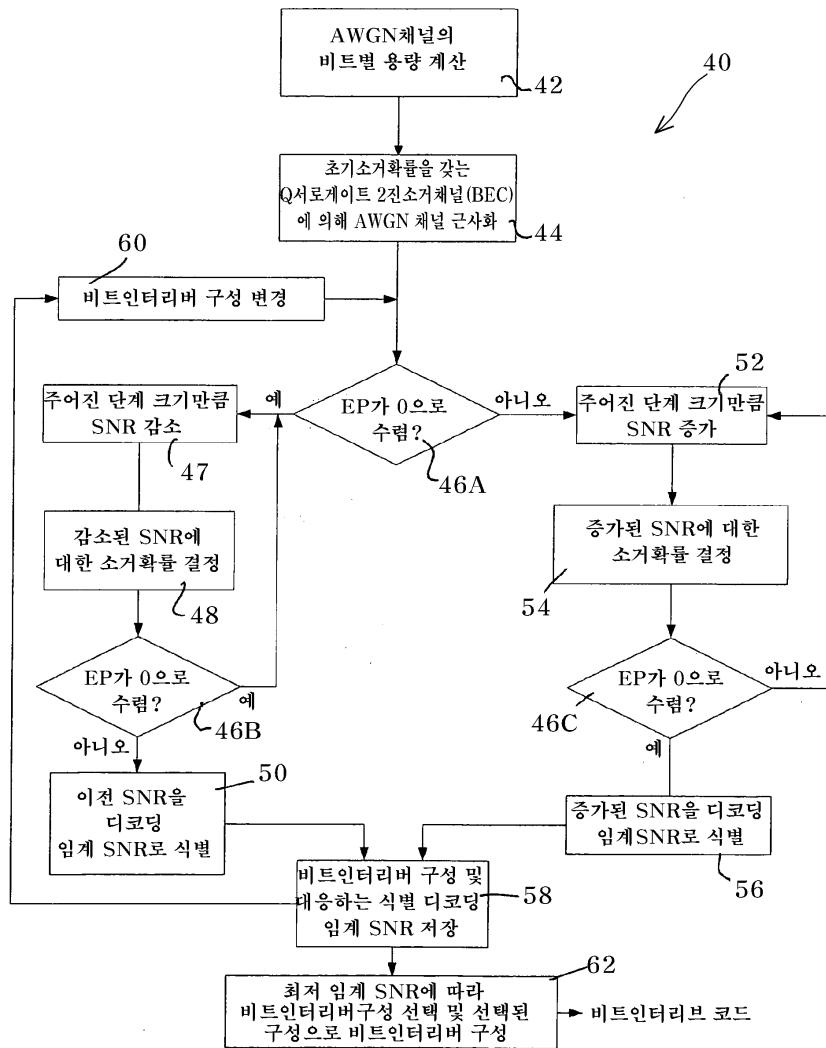 AWGN채널의
비트별 용량 계산
42
40
초기소거확률을 갖는
Q서로게이트 2진소거채널(BEC)
에 의해 AWGN 채널 근사화
44
60
비트인터리버 구성 변경
예
EP가 0으로
수렴?
아니오
46A
주어진 단계 크기만큼
SNR 감소
47
52
주어진 단계 크기만큼
SNR 증가
감소된 SNR에
대한 소거확률 결정
48
증가된 SNR에 대한
소거확률 결정
54
EP가 0으로
수렴?
예
46B
아니오
EP가 0으로
수렴?
아니오
46C
예
50
이전 SNR을
디코딩
임계 SNR로 식별
증가된 SNR을 디코딩
임계SNR로 식별
56
비트인터리버 구성 및
대응하는 식별 디코딩
임계 SNR 저장
58
62
최저 임계 SNR에 따라
비트인터리버구성 선택 및 선택된
구성으로 비트인터리버 구성
비트인터리브 코드